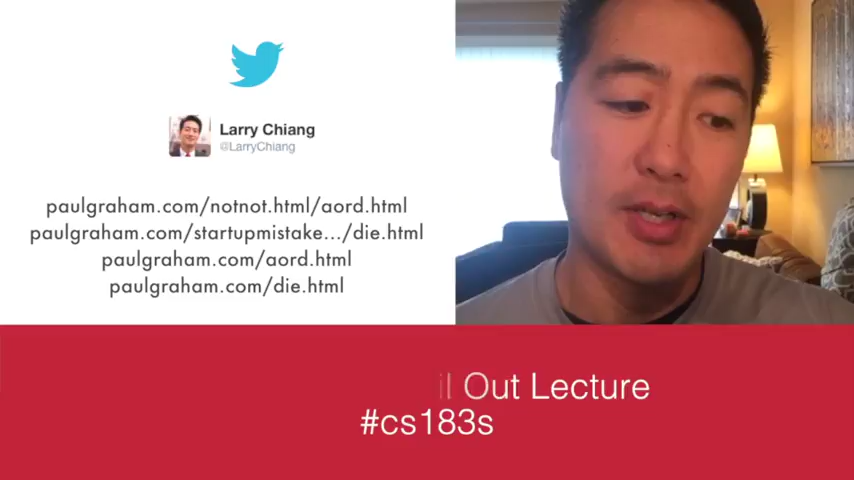 Larry Chiang
@LarryChiang
paulgraham.com/notnot.html/aord.html
paulgraham.com/startupmistake.../die.html
paulgraham.com/aord.html
paulgraham.com/die.html
Out Lecture
#cs183s